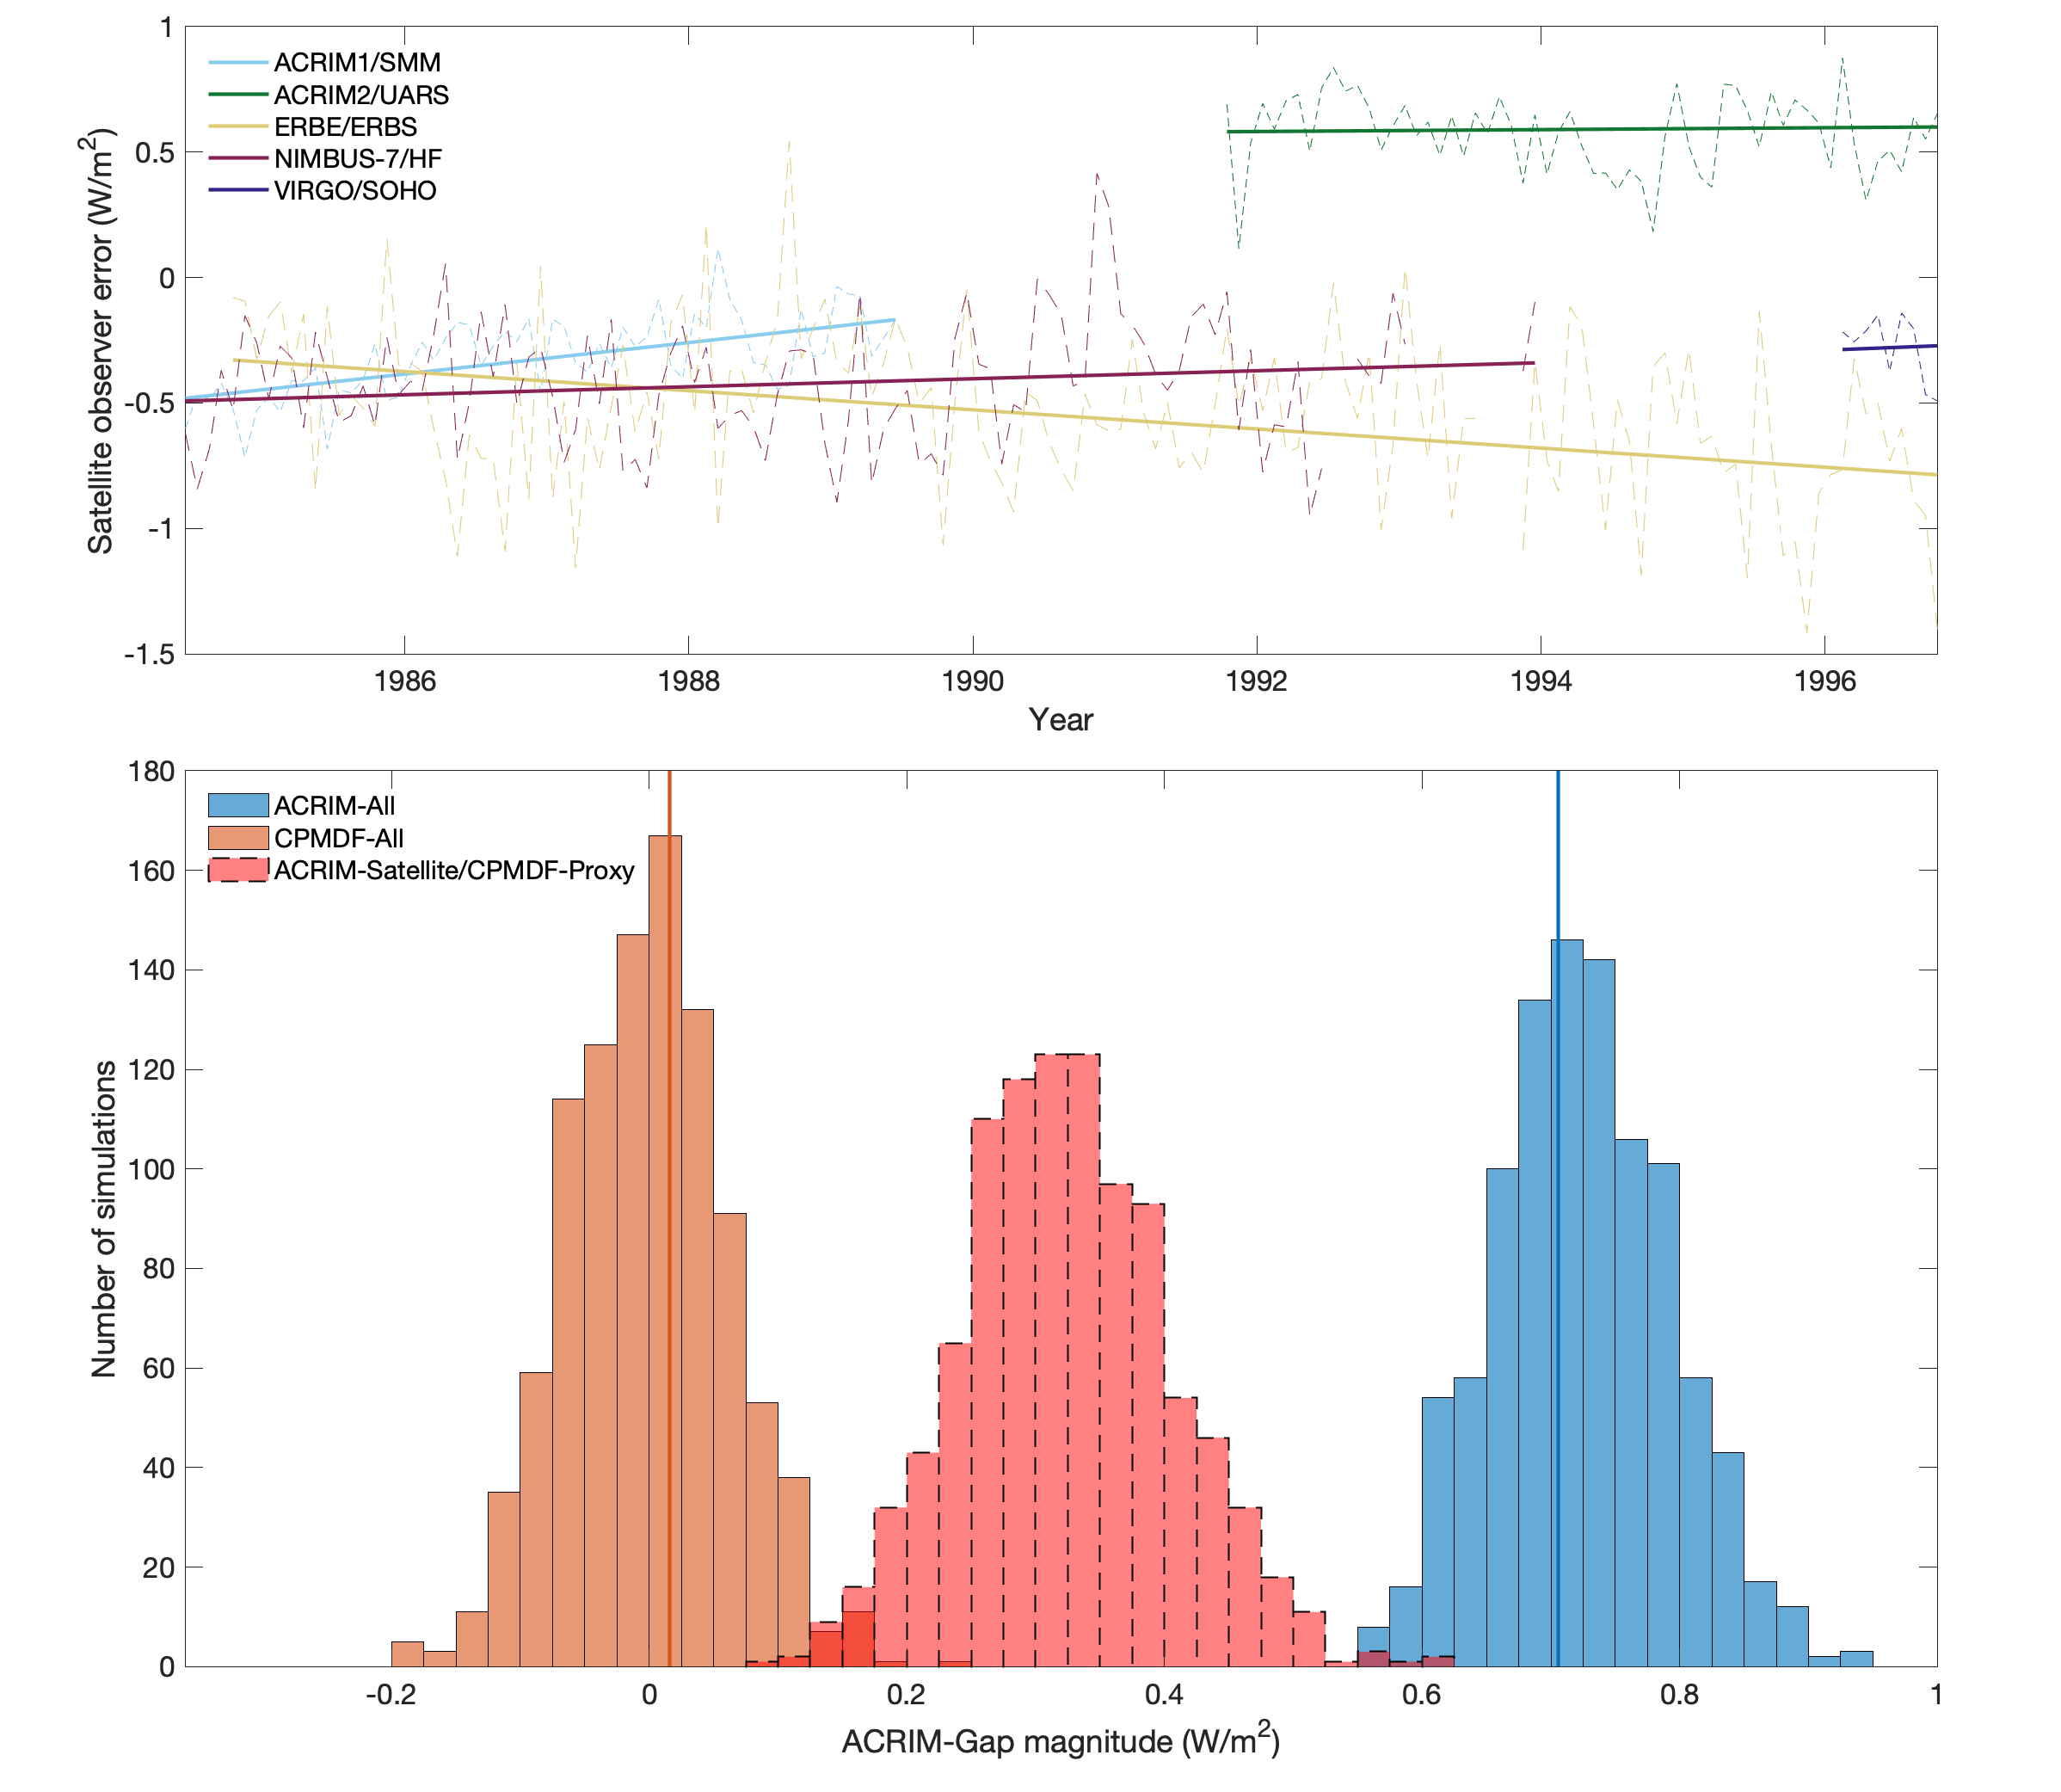 1
0.5
0
-0.5
-1
-1.5
Satellite observer error (W/m²)
ACRIM1/SMM
ACRIM2/UARS
ERBE/ERBS
NIMBUS-7/HF
VIRGO/SOHO
1986 1988 1990 1992 1994 1996
Year
180
160
140
120
100
80
60
40
20
0
Number of simulations
ACRIM-All
CPMDF-All
ACRIM-Satellite/CPMDF-Proxy
-0.2 0 0.2 0.4 0.6 0.8 1
ACRIM-Gap magnitude (W/m²)